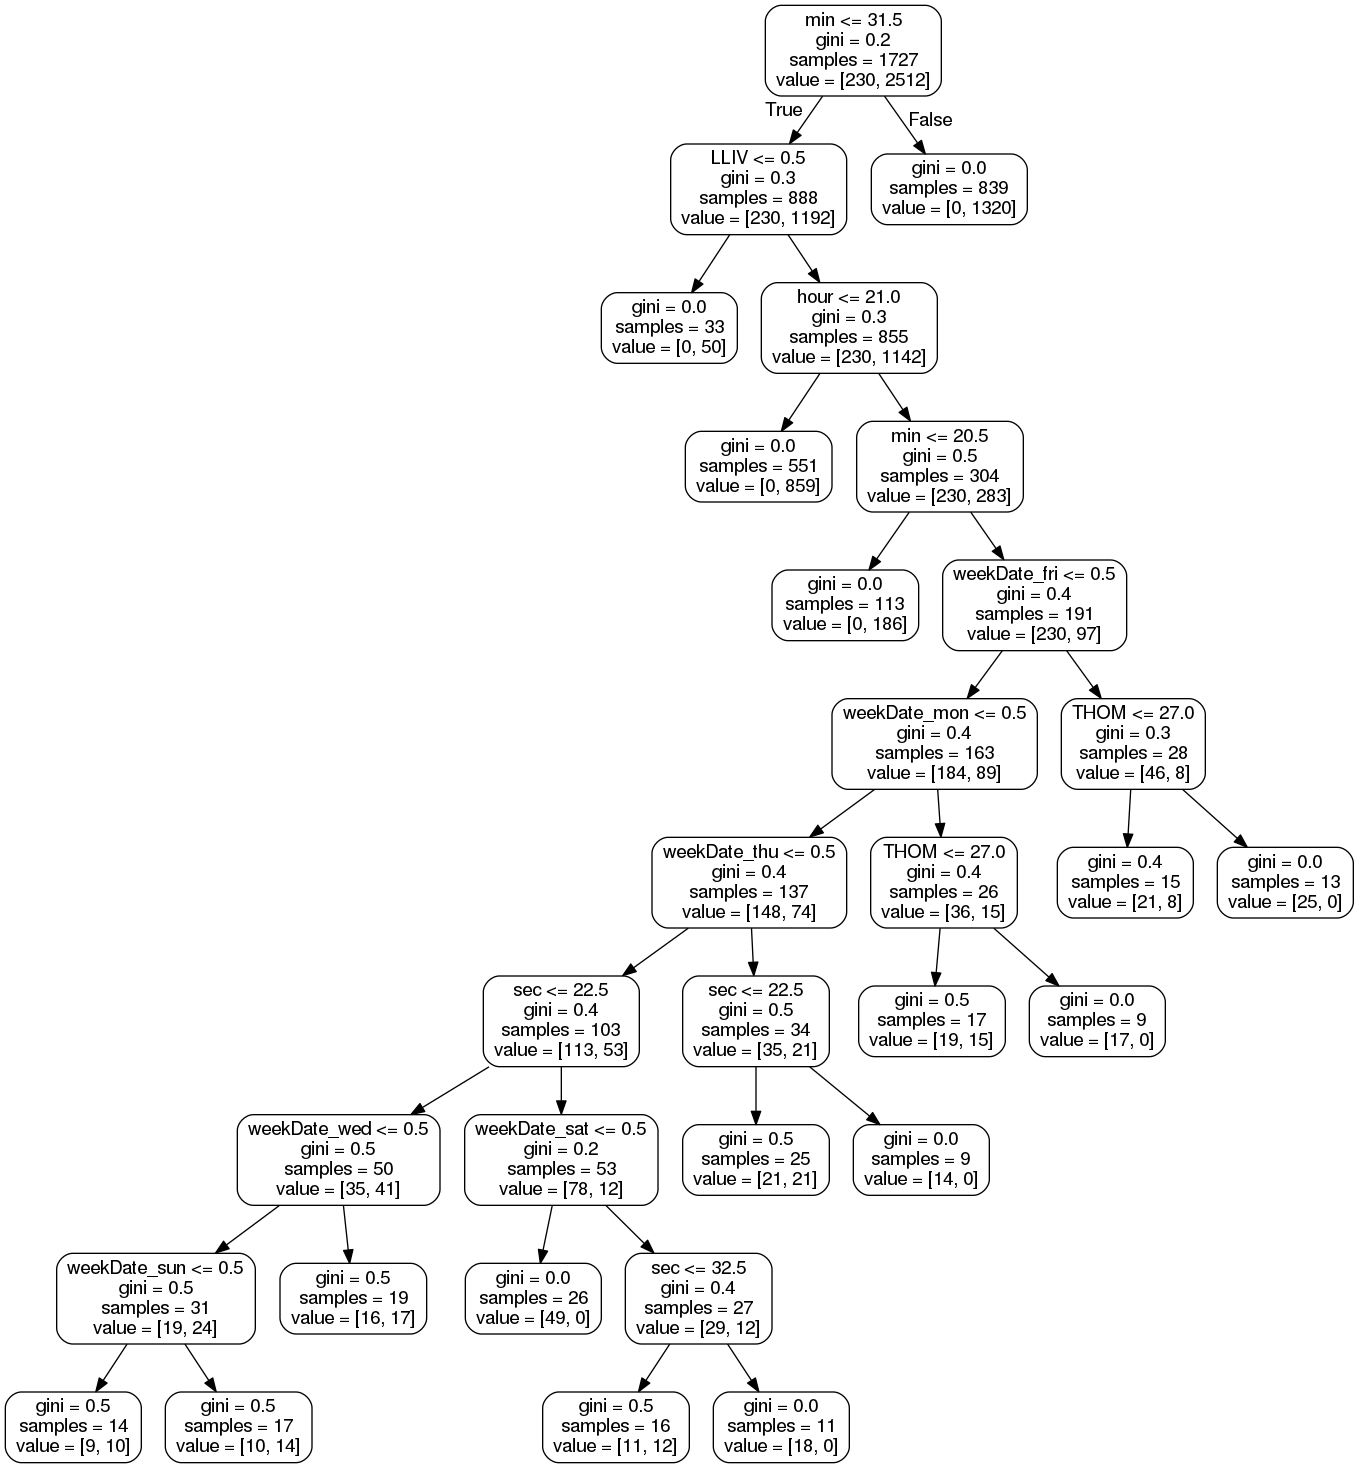 min <= 31.5
gini = 0.2
samples = 1727
value = [230, 2512]
True
False
LLIV <= 0.5
gini = 0.3
samples = 888
value = [230, 1192]
gini = 0.0
samples = 839
value = [0, 1320]
gini = 0.0
samples = 33
value = [0, 50]
hour <= 21.0
gini = 0.3
samples = 855
value = [230, 1142]
gini = 0.0
samples = 551
value = [0, 859]
min <= 20.5
gini = 0.5
samples = 304
value = [230, 283]
gini = 0.0
samples = 113
value = [0, 186]
weekDate_fri <= 0.5
gini = 0.4
samples = 191
value = [230, 97]
weekDate_mon <= 0.5
gini = 0.4
samples = 163
value = [184, 89]
THOM <= 27.0
gini = 0.3
samples = 28
value = [46, 8]
weekDate_thu <= 0.5
gini = 0.4
samples = 137
value = [148, 74]
THOM <= 27.0
gini = 0.4
samples = 26
value = [36, 15]
gini = 0.4
samples = 15
value = [21, 8]
gini = 0.0
samples = 13
value = [25, 0]
sec <= 22.5
gini = 0.4
samples = 103
value = [113, 53]
sec <= 22.5
gini = 0.5
samples = 34
value = [35, 21]
gini = 0.5
samples = 17
value = [19, 15]
gini = 0.0
samples = 9
value = [17, 0]
weekDate_wed <= 0.5
gini = 0.5
samples = 50
value = [35, 41]
weekDate_sat <= 0.5
gini = 0.2
samples = 53
value = [78, 12]
gini = 0.5
samples = 25
value = [21, 21]
gini = 0.0
samples = 9
value = [14, 0]
weekDate_sun <= 0.5
gini = 0.5
samples = 31
value = [19, 24]
gini = 0.5
samples = 19
value = [16, 17]
gini = 0.0
samples = 26
value = [49, 0]
sec <= 32.5
gini = 0.4
samples = 27
value = [29, 12]
gini = 0.5
samples = 14
value = [9, 10]
gini = 0.5
samples = 17
value = [10, 14]
gini = 0.5
samples = 16
value = [11, 12]
gini = 0.0
samples = 11
value = [18, 0]